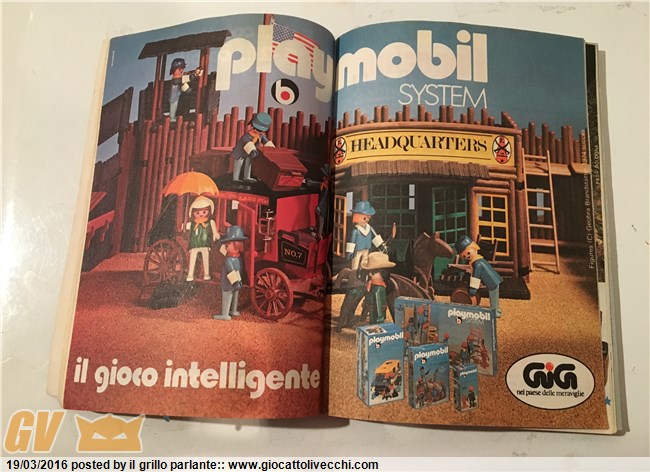 playmobil
SYSTEM
b
HEADQUARTERS
NO.7
il gioco intelligente
playmobil
b
SYSTEM
playmobil
playmobil
GiG
nel paese delle meraviglie
GV
19/03/2016 posted by il grillo parlante:: www.giocattolivecchi.com